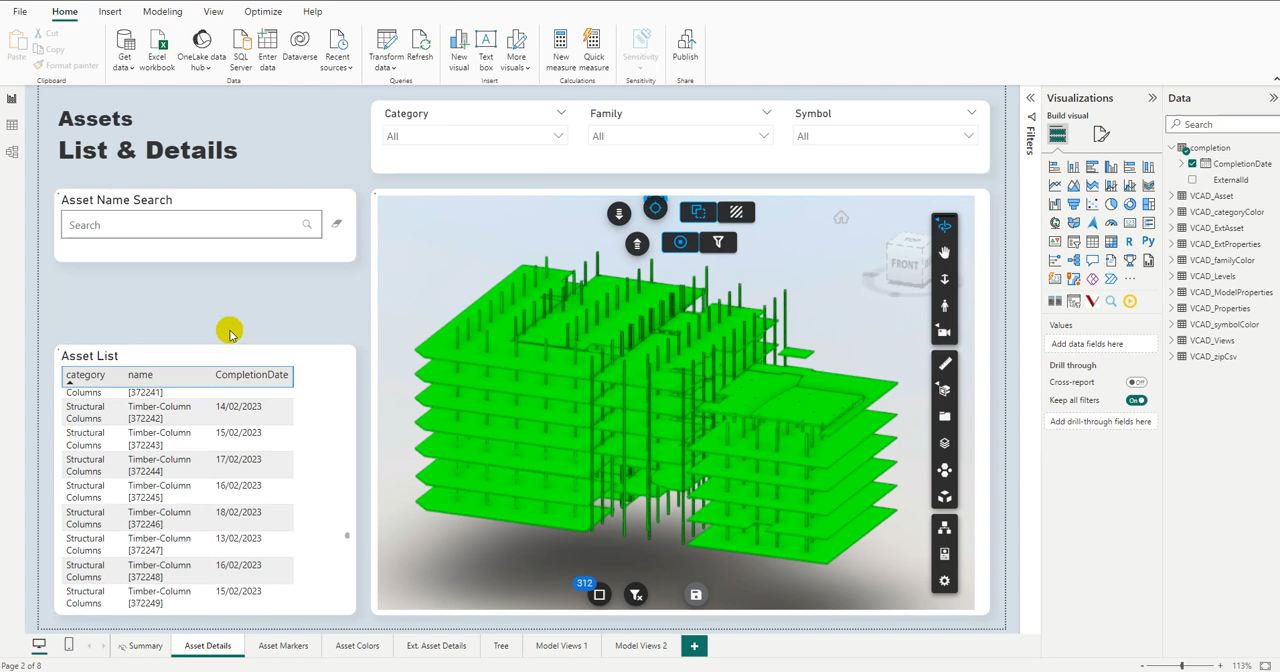 File Home Insert Modeling View Optimize Help
Paste
Cut
Copy
Format painter
Clipboard
Get data
Excel workbook
OneLake data hub
SQL Server
Enter data
Dataverse
Recent sources
Data
Transform data
Refresh
Queries
New visual
Text box
More visuals
Insert
New measure
Quick measure
Calculations
Sensitivity
Sensitivity
Publish
Share
Assets
List & Details
Category
All
Family
All
Symbol
All
Asset Name Search
Search
Asset List
category name CompletionDate
Columns [372241]
Structural Timber-Column 14/02/2023
Columns [372242]
Structural Timber-Column 15/02/2023
Columns [372243]
Structural Timber-Column 17/02/2023
Columns [372244]
Structural Timber-Column 16/02/2023
Columns [372245]
Structural Timber-Column 18/02/2023
Columns [372246]
Structural Timber-Column 13/02/2023
Columns [372247]
Structural Timber-Column 16/02/2023
Columns [372248]
Structural Timber-Column 15/02/2023
Columns [372249]
TOP
FRONT
312
Filters
Visualizations
Build visual
R Py
Values
Add data fields here
Drill through
Cross-report Off
Keep all filters On
Add drill-through fields here
Data
Search
completion
CompletionDate
ExternalId
VCAD_Asset
VCAD_categoryColor
VCAD_ExtAsset
VCAD_ExtProperties
VCAD_familyColor
VCAD_Levels
VCAD_ModelProperties
VCAD_Properties
VCAD_symbolColor
VCAD_Views
VCAD_zipCsv
Summary Asset Details Asset Markers Asset Colors Ext. Asset Details Tree Model Views 1 Model Views 2
Page 2 of 8
113%